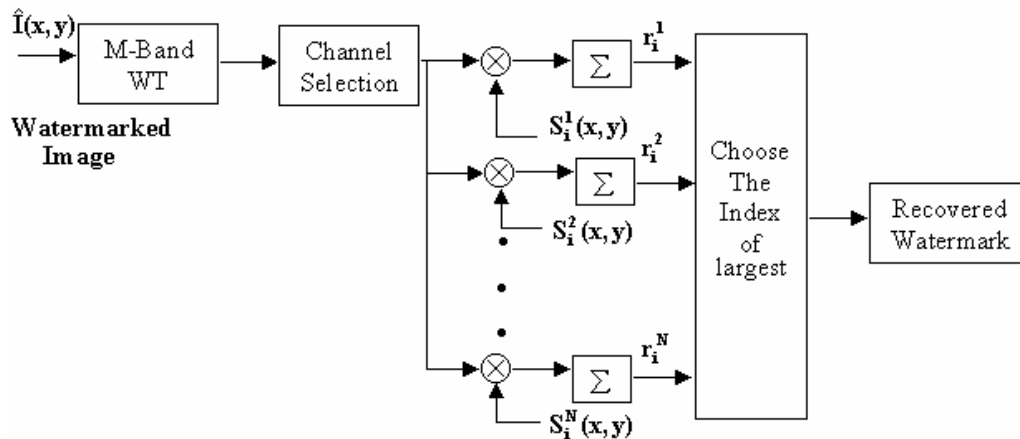 Î(x, y)
M-Band
WT
Watermarked
Image
Channel
Selection
⊗
Σ
r_i^1
S_i^1(x, y)
⊗
Σ
r_i^2
S_i^2(x, y)
⊗
Σ
r_i^N
S_i^N(x, y)
Choose
The
Index
of
largest
Recovered
Watermark